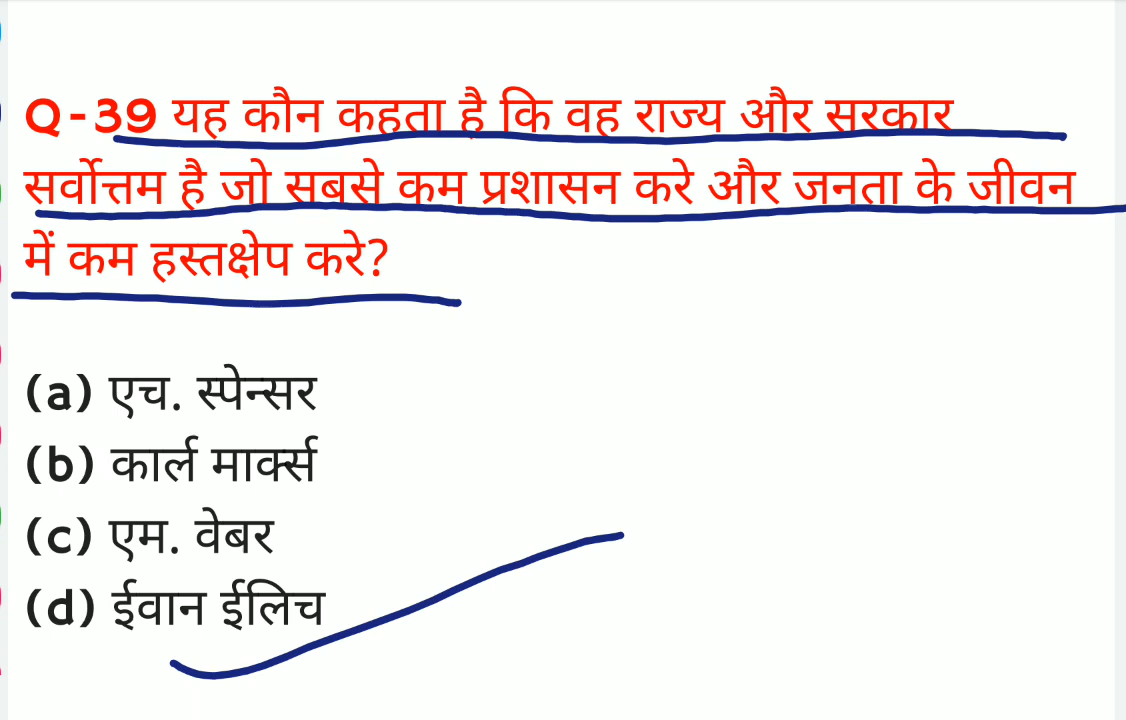 Q-39 यह कौन कहता है कि वह राज्य और सरकार
सर्वोत्तम है जो सबसे कम प्रशासन करे और जनता के जीवन
में कम हस्तक्षेप करे?
(a) एच. स्पेन्सर
(b) कार्ल मार्क्स
(c) एम. वेबर
(d) ईवान ईलिच